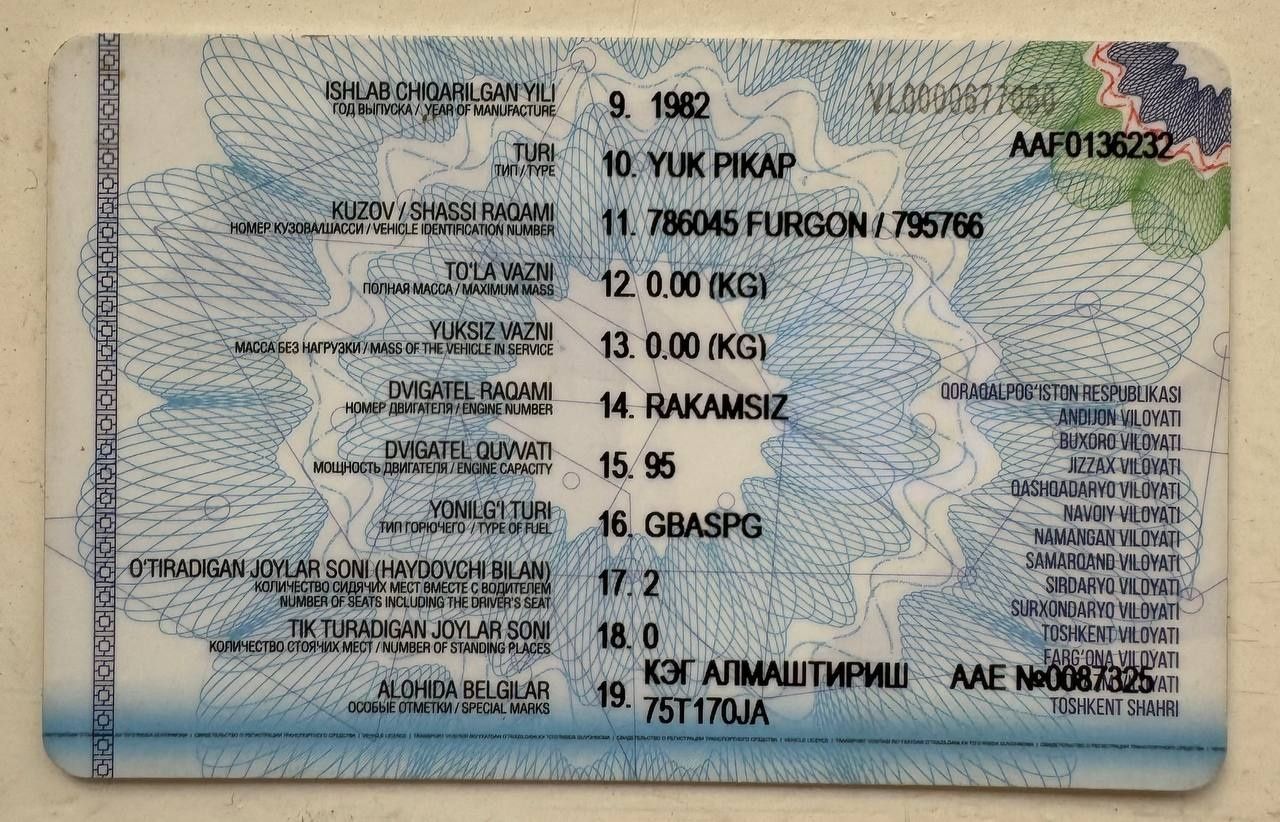 VL0000677060
AAF0136232
ISHLAB CHIQARILGAN YILI
ГОД ВЫПУСКА / YEAR OF MANUFACTURE
9. 1982
TURI
ТИП / TYPE
10. YUK PIKAP
KUZOV / SHASSI RAQAMI
НОМЕР КУЗОВА/ШАССИ / VEHICLE IDENTIFICATION NUMBER
11. 786045 FURGON / 795766
TO'LA VAZNI
ПОЛНАЯ МАССА / MAXIMUM MASS
12. 0.00 (KG)
YUKSIZ VAZNI
МАССА БЕЗ НАГРУЗКИ / MASS OF THE VEHICLE IN SERVICE
13. 0.00 (KG)
DVIGATEL RAQAMI
НОМЕР ДВИГАТЕЛЯ / ENGINE NUMBER
14. RAKAMSIZ
DVIGATEL QUVVATI
МОЩНОСТЬ ДВИГАТЕЛЯ / ENGINE CAPACITY
15. 95
YONILG'I TURI
ТИП ГОРЮЧЕГО / TYPE OF FUEL
16. GBASPG
O'TIRADIGAN JOYLAR SONI (HAYDOVCHI BILAN)
КОЛИЧЕСТВО СИДЯЧИХ МЕСТ ВМЕСТЕ С ВОДИТЕЛЕМ
NUMBER OF SEATS INCLUDING THE DRIVER'S SEAT
17. 2
TIK TURADIGAN JOYLAR SONI
КОЛИЧЕСТВО СТОЯЧИХ МЕСТ / NUMBER OF STANDING PLACES
18. 0
ALOHIDA BELGILAR
ОСОБЫЕ ОТМЕТКИ / SPECIAL MARKS
19. КЭГ АЛМАШТИРИШ ААЕ №0087325
75T170JA
QORAQALPOG'ISTON RESPUBLIKASI
ANDIJON VILOYATI
BUXORO VILOYATI
JIZZAX VILOYATI
QASHQADARYO VILOYATI
NAVOIY VILOYATI
NAMANGAN VILOYATI
SAMARQAND VILOYATI
SIRDARYO VILOYATI
SURXONDARYO VILOYATI
TOSHKENT VILOYATI
FARG'ONA VILOYATI
TOSHKENT SHAHRI